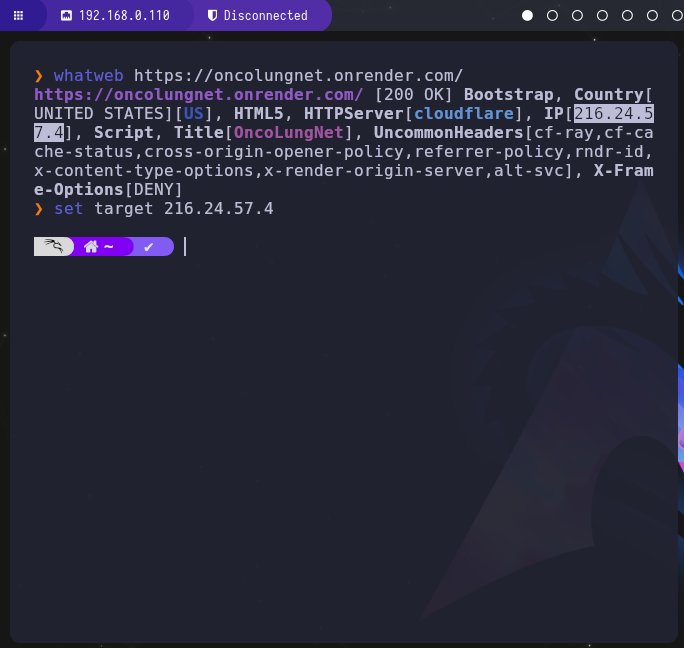 192.168.0.110 Disconnected
❯ whatweb https://oncolungnet.onrender.com/
https://oncolungnet.onrender.com/ [200 OK] Bootstrap, Country[
UNITED STATES][US], HTML5, HTTPServer[cloudflare], IP[216.24.5
7.4], Script, Title[OncoLungNet], UncommonHeaders[cf-ray,cf-ca
che-status,cross-origin-opener-policy,referrer-policy,rndr-id,
x-content-type-options,x-render-origin-server,alt-svc], X-Fram
e-Options[DENY]
❯ set target 216.24.57.4
~ ✔